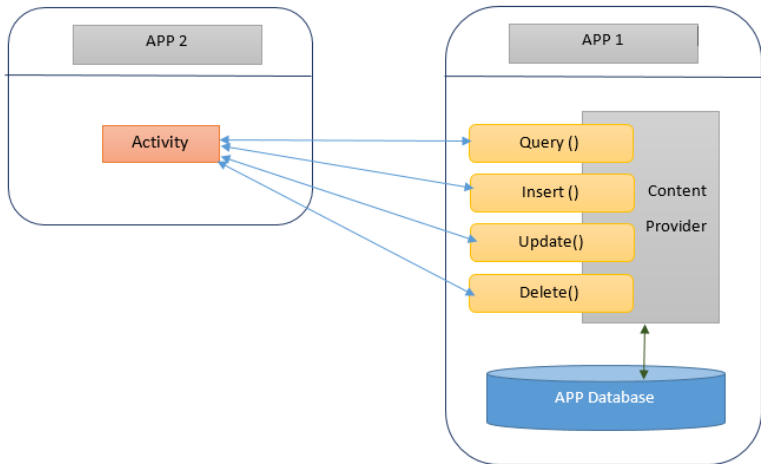 APP 2
APP 1
Activity
Query ()
Insert ()
Update()
Delete()
Content
Provider
APP Database